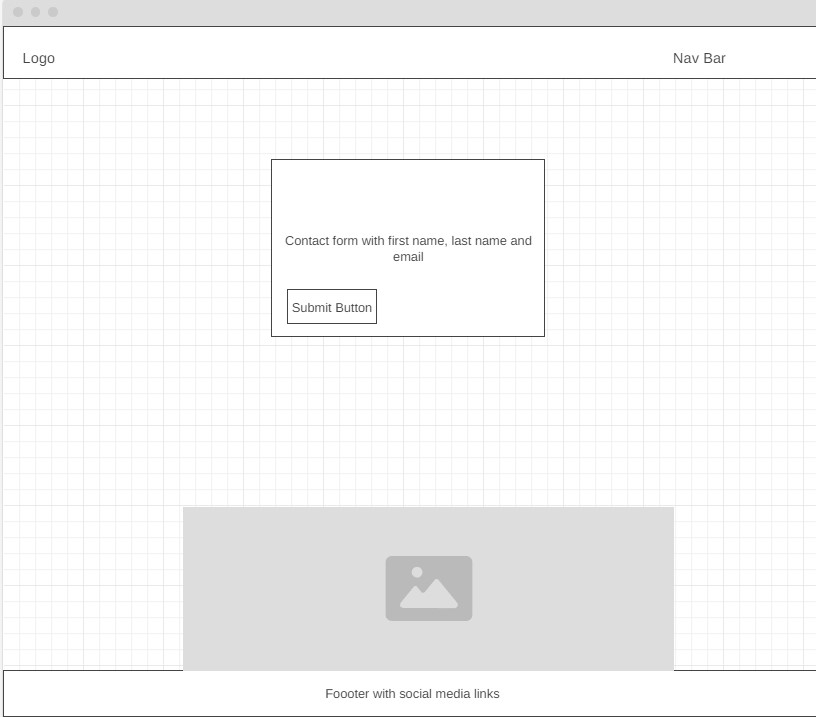 Logo
Nav Bar
Contact form with first name, last name and
email
Submit Button
Foooter with social media links